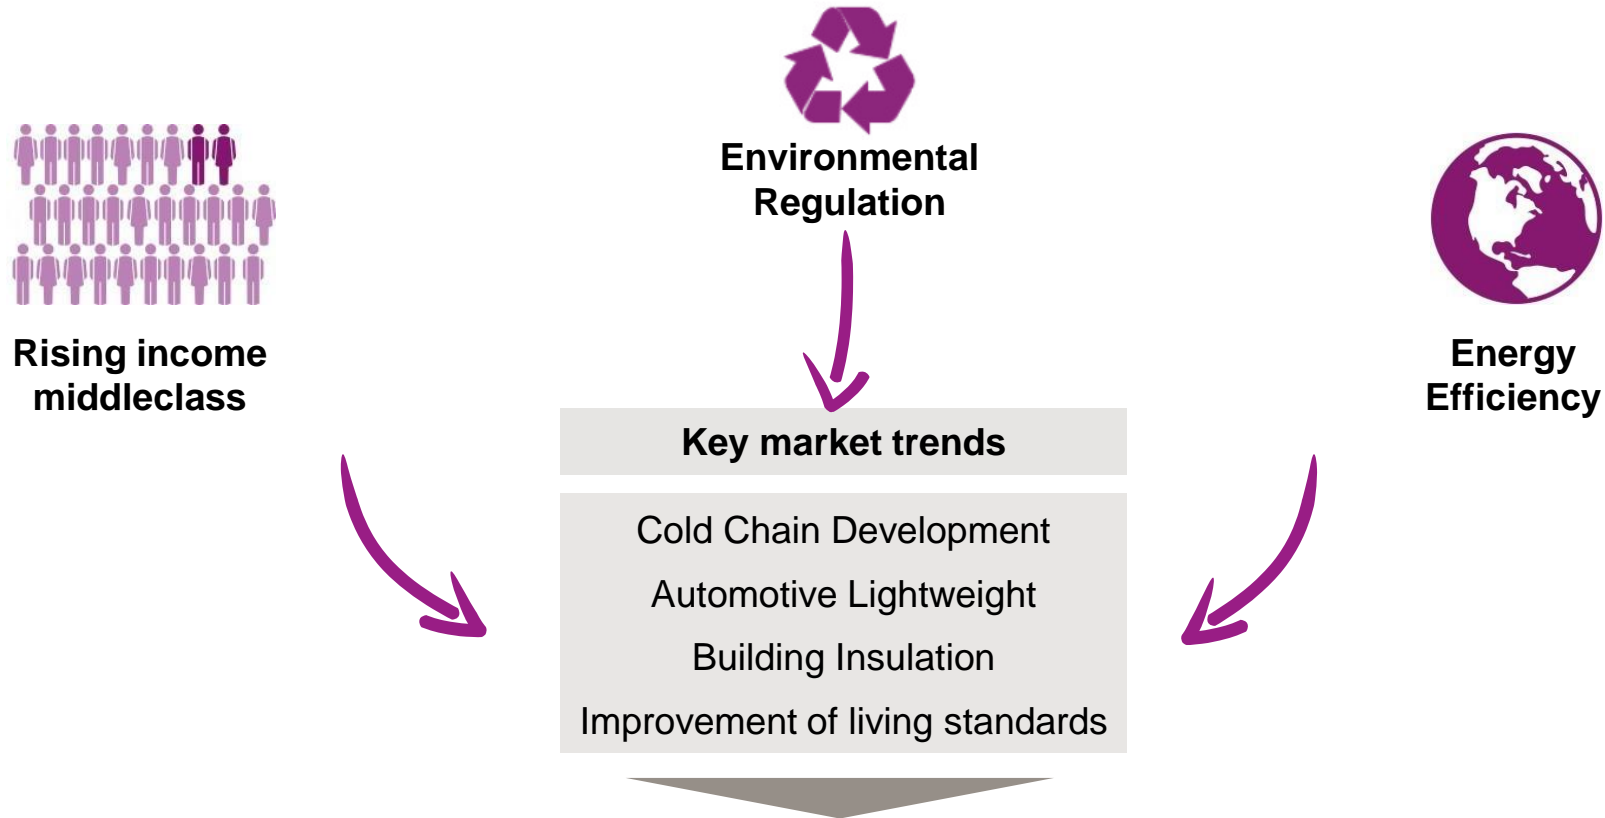 Environmental
Regulation
Rising income
middleclass
Energy
Efficiency
Key market trends
Cold Chain Development
Automotive Lightweight
Building Insulation
Improvement of living standards